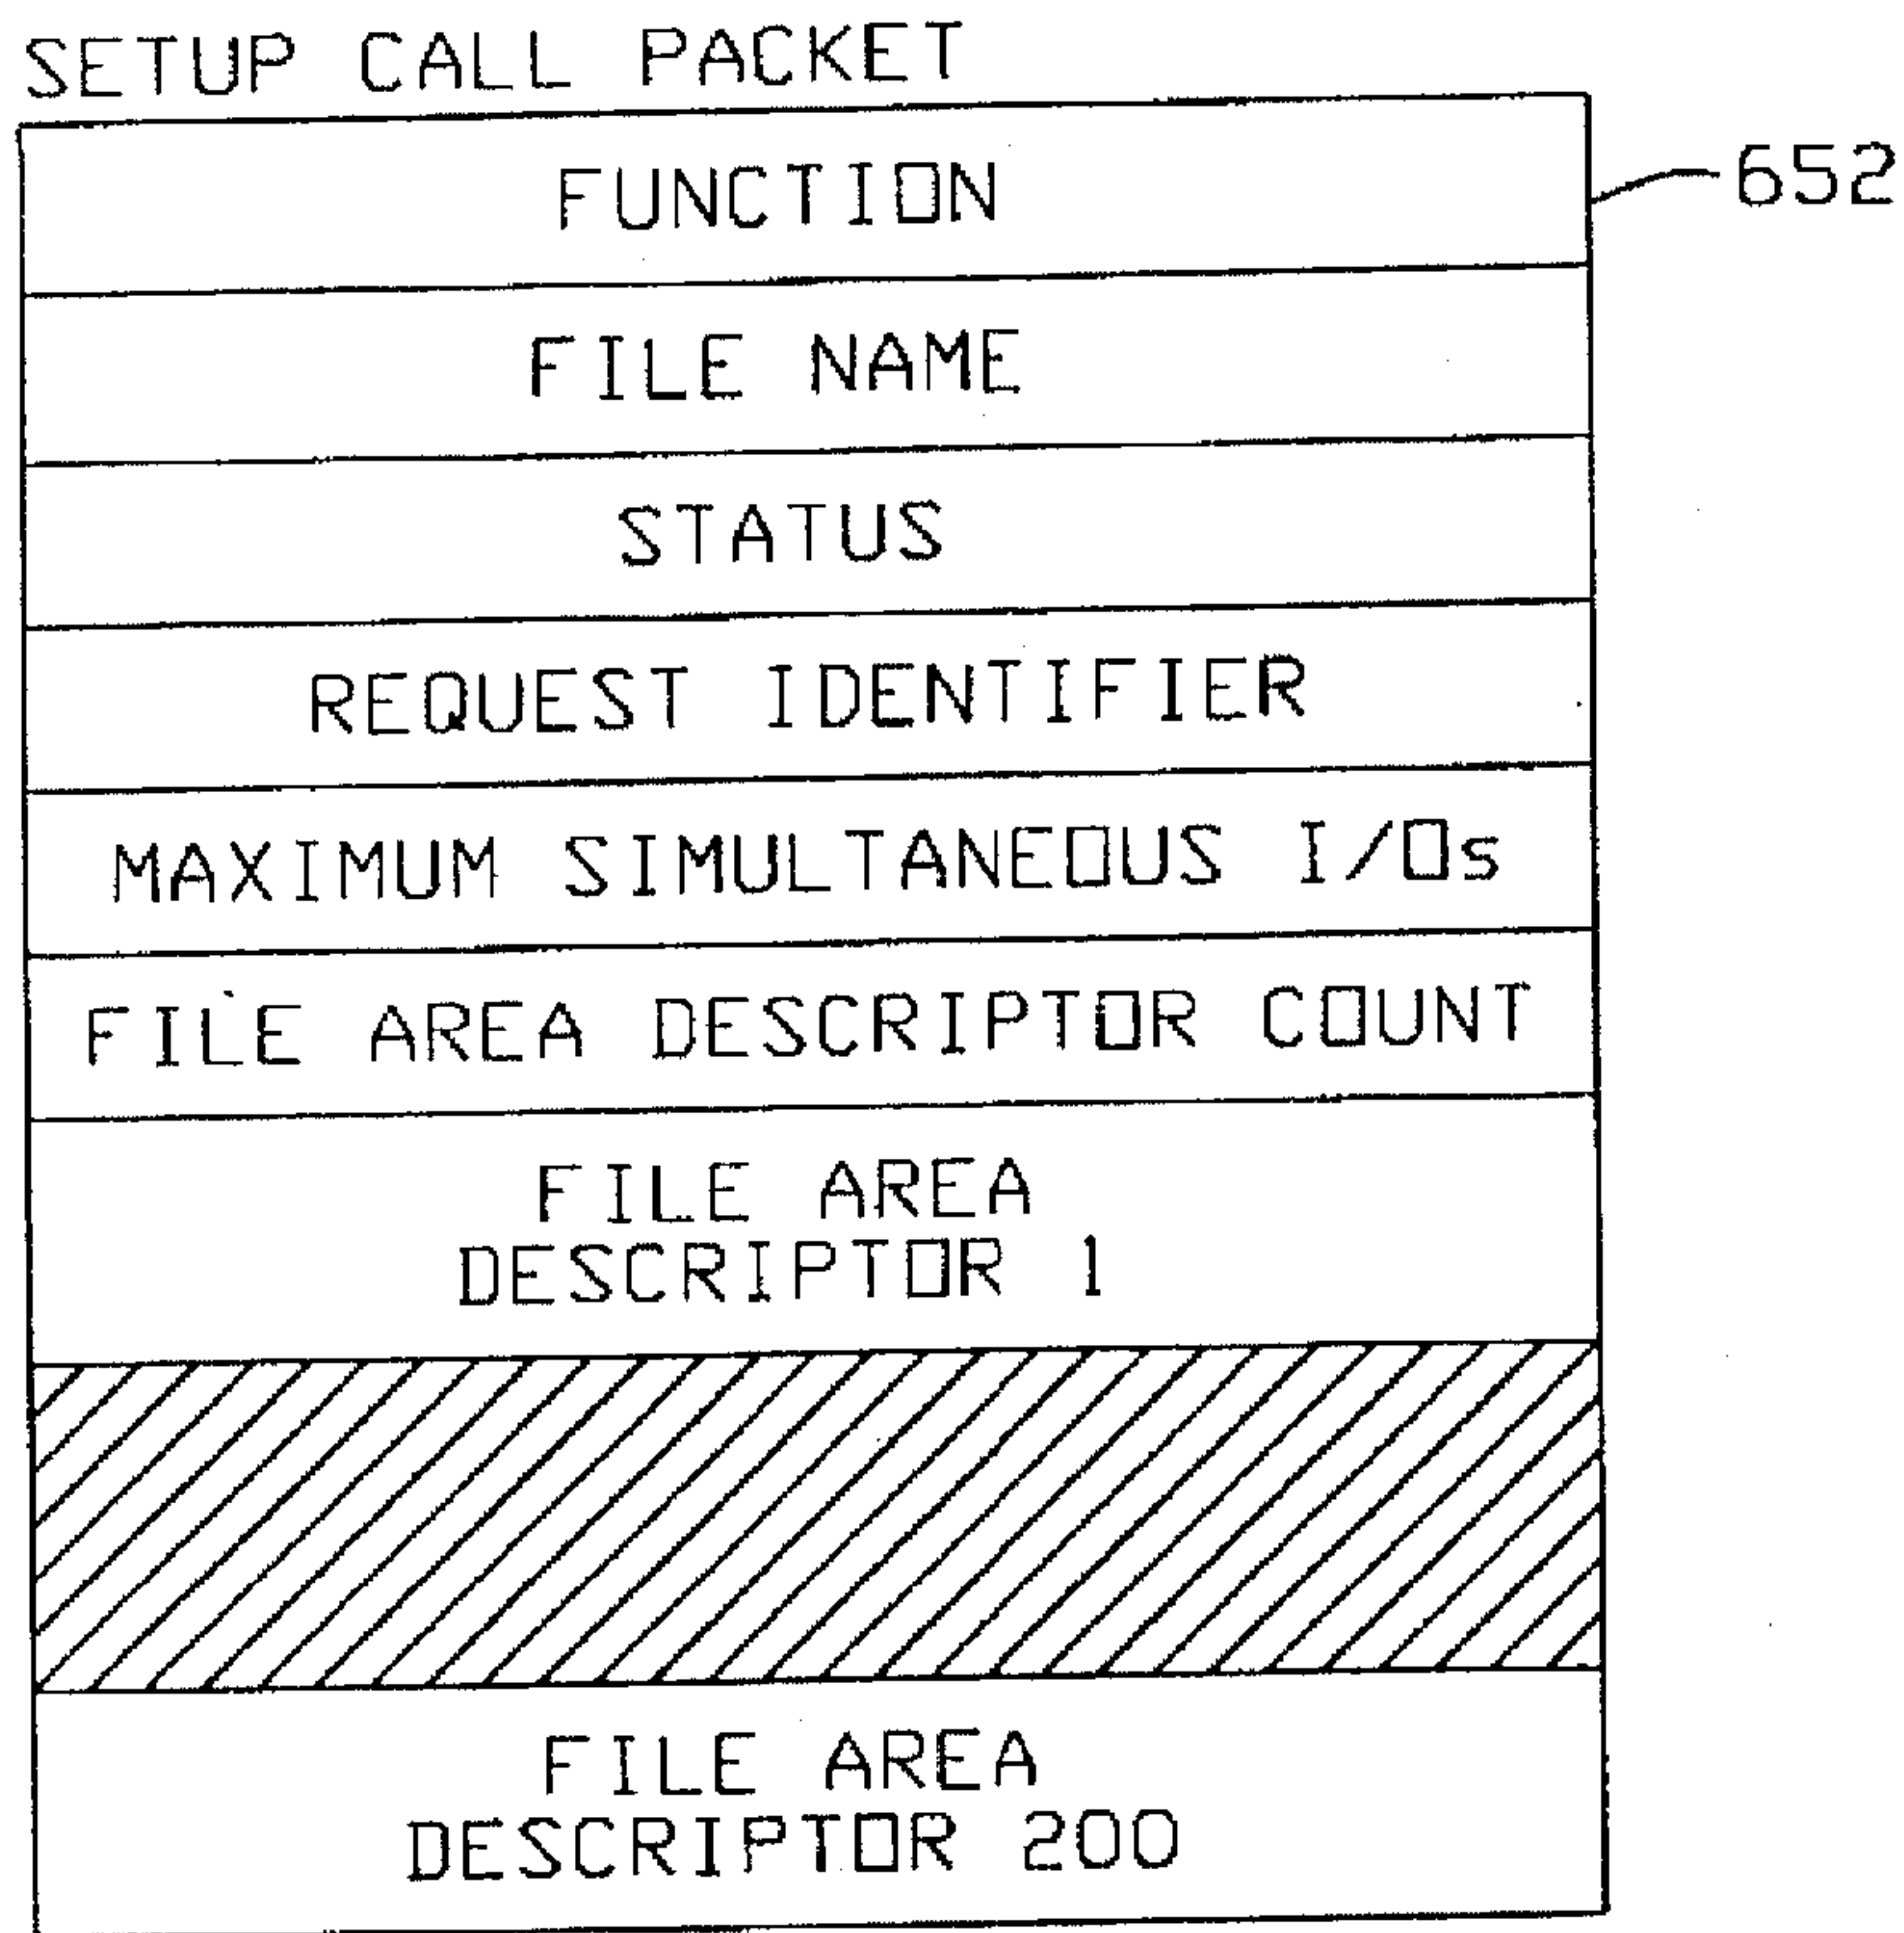 SETUP CALL PACKET
FUNCTION
652
FILE NAME
STATUS
REQUEST IDENTIFIER
MAXIMUM SIMULTANEOUS I/Os
FILE AREA DESCRIPTOR COUNT
FILE AREA
DESCRIPTOR 1
FILE AREA
DESCRIPTOR 200